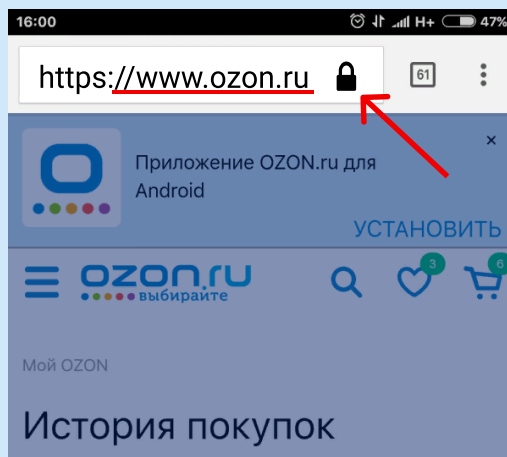 16:00 H+ 47%
https://www.ozon.ru 61
Приложение OZON.ru для
Android
УСТАНОВИТЬ
ozon.ru 3 6
выбирайте
Мой OZON
История покупок